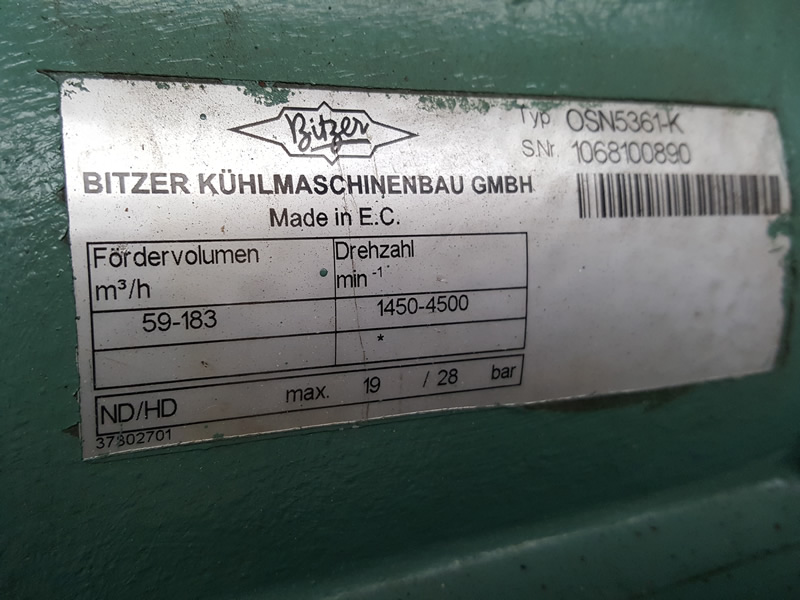 Bitzer
Typ OSN5361-K
S.Nr. 1068100890
BITZER KÜHLMASCHINENBAU GMBH
Made in E.C.
Fördervolumen
m³/h
Drehzahl
min⁻¹
59-183
1450-4500
*
ND/HD max. 19 / 28 bar
37302701